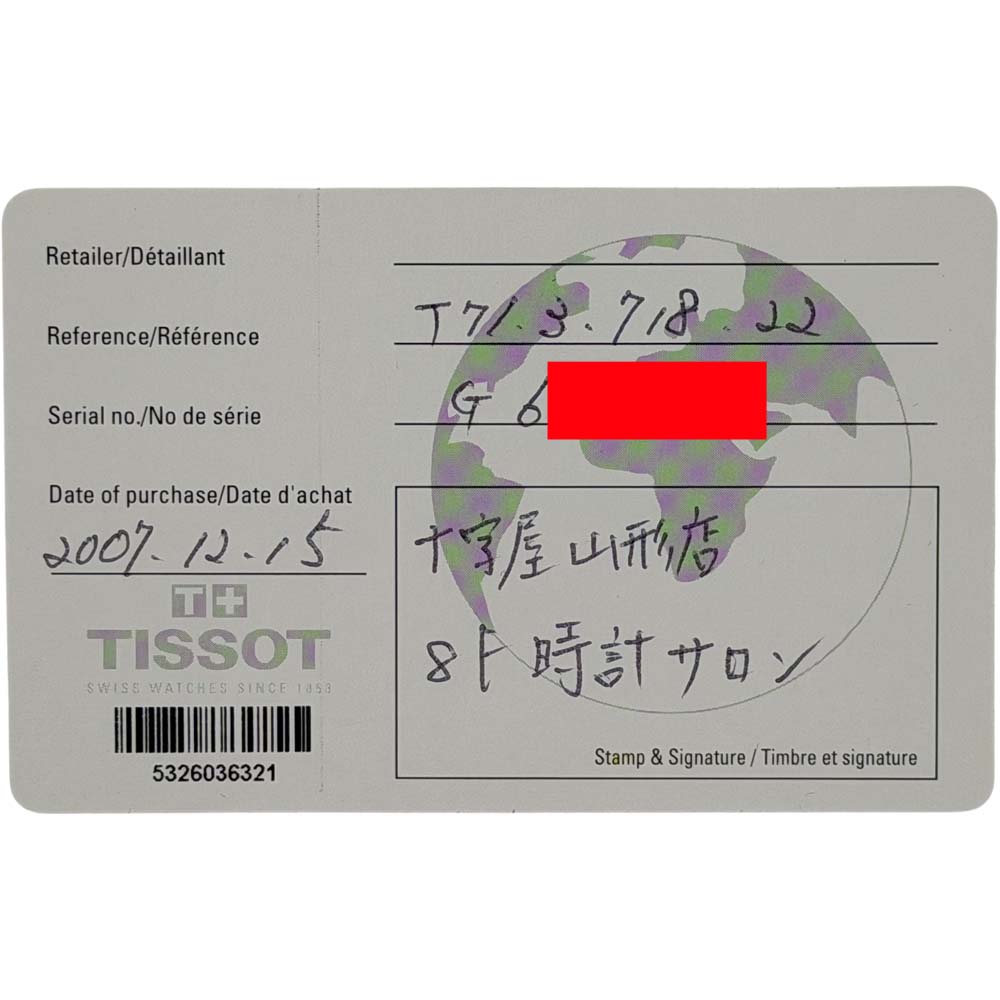 Retailer/Détaillant
Reference/Référence T71.3.718.22
Serial no./No de série G 6
Date of purchase/Date d'achat
2007.12.15
T+
TISSOT
SWISS WATCHES SINCE 1853
5326036321
十字屋山形店
8F 時計サロン
Stamp & Signature / Timbre et signature